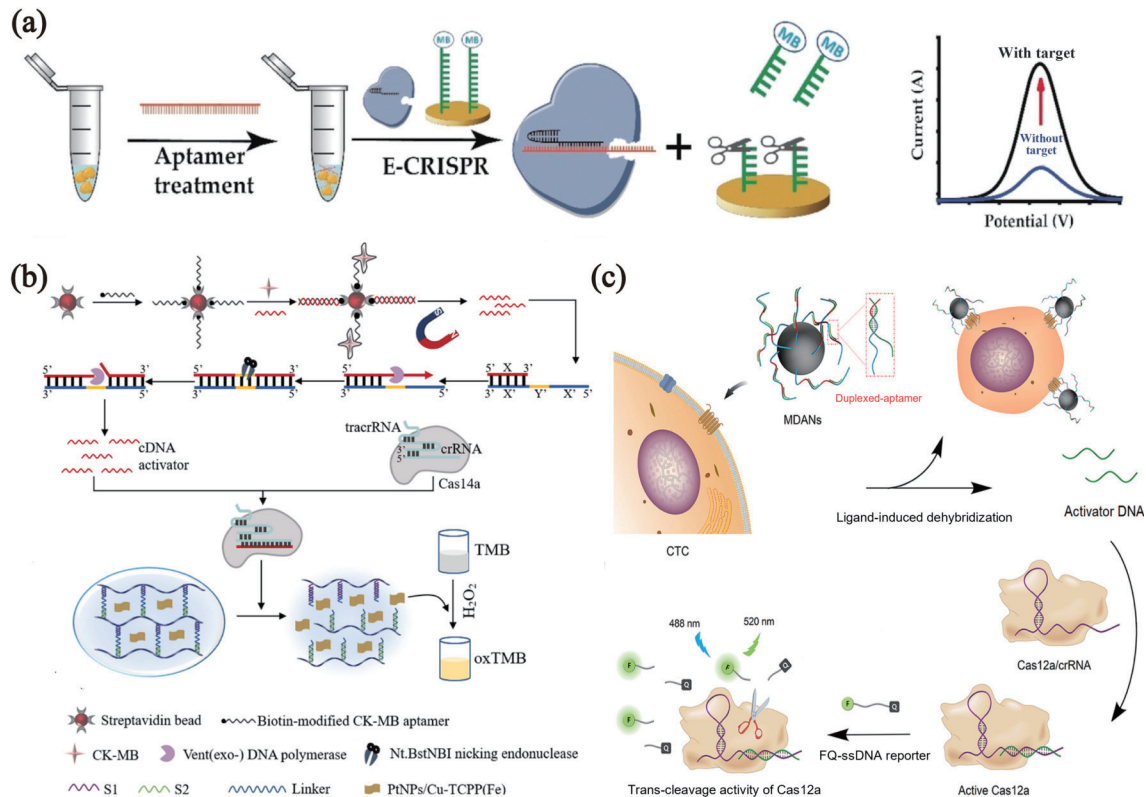 (a)
Aptamer
treatment
E-CRISPR
MB MB
MB MB
+
Current (A)
With target
Without
target
Potential (V)
(b)
S N
5' 3' 5' 3'
3' 5'
5' 3'
3' 5'
5'
3' 5'
5' X 3'
3' X' Y' X' 5'
cDNA
activator
tracrRNA
3'
5'
crRNA
Cas14a
TMB
H₂O₂
oxTMB
Streptavidin bead
Biotin-modified CK-MB aptamer
CK-MB
Vent(exo-) DNA polymerase
Nt.BstNBI nicking endonuclease
S1
S2
Linker
PtNPs/Cu-TCPP(Fe)
(c)
MDANs
Duplexed-aptamer
CTC
Ligand-induced dehybridization
Activator DNA
Cas12a/crRNA
488 nm
520 nm
F F Q
Q
F
Q
F Q
FQ-ssDNA reporter
Trans-cleavage activity of Cas12a
Active Cas12a